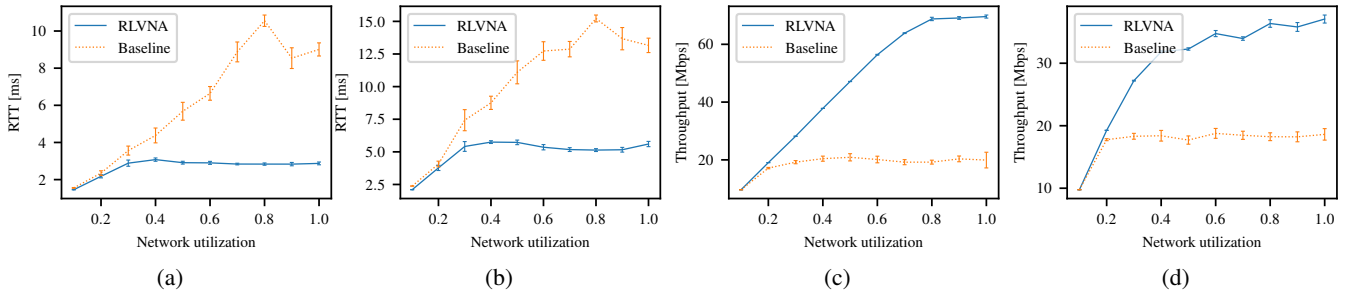 RTT [ms]
10
8
6
4
2
RLVNA
Baseline
0.2 0.4 0.6 0.8 1.0
Network utilization
(a)
RTT [ms]
15.0
12.5
10.0
7.5
5.0
2.5
RLVNA
Baseline
0.2 0.4 0.6 0.8 1.0
Network utilization
(b)
Throughput [Mbps]
60
40
20
RLVNA
Baseline
0.2 0.4 0.6 0.8 1.0
Network utilization
(c)
Throughput [Mbps]
30
20
10
RLVNA
Baseline
0.2 0.4 0.6 0.8 1.0
Network utilization
(d)